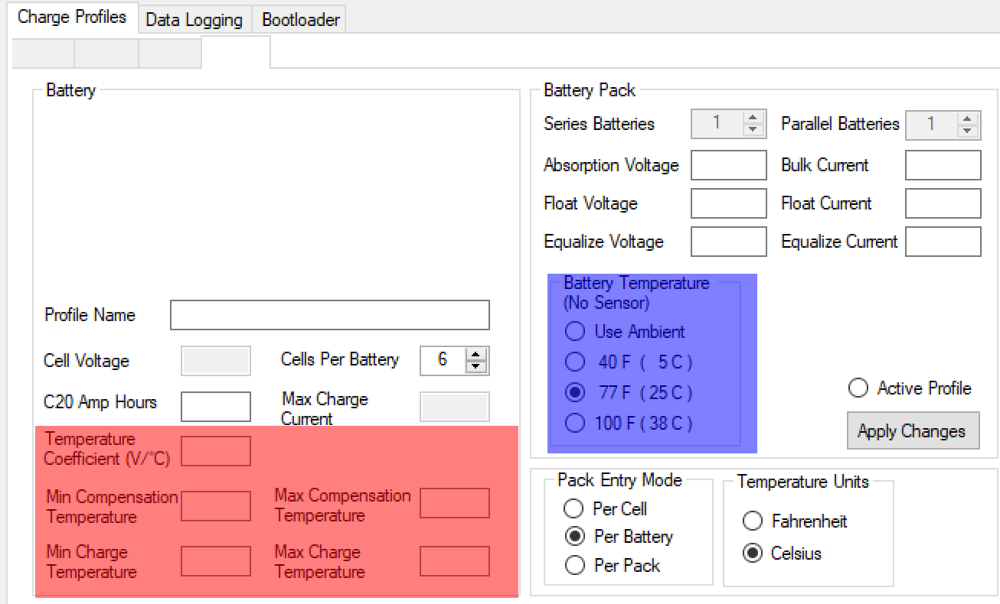 Charge Profiles
Data Logging
Bootloader
Battery
Profile Name
Cell Voltage
Cells Per Battery
6
C20 Amp Hours
Max Charge
Current
Temperature
Coefficient (V/°C)
Min Compensation
Temperature
Max Compensation
Temperature
Min Charge
Temperature
Max Charge
Temperature
Battery Pack
Series Batteries
1
Parallel Batteries
1
Absorption Voltage
Bulk Current
Float Voltage
Float Current
Equalize Voltage
Equalize Current
Battery Temperature
(No Sensor)
Use Ambient
40 F ( 5 C )
77 F ( 25 C )
100 F ( 38 C )
Active Profile
Apply Changes
Pack Entry Mode
Per Cell
Per Battery
Per Pack
Temperature Units
Fahrenheit
Celsius